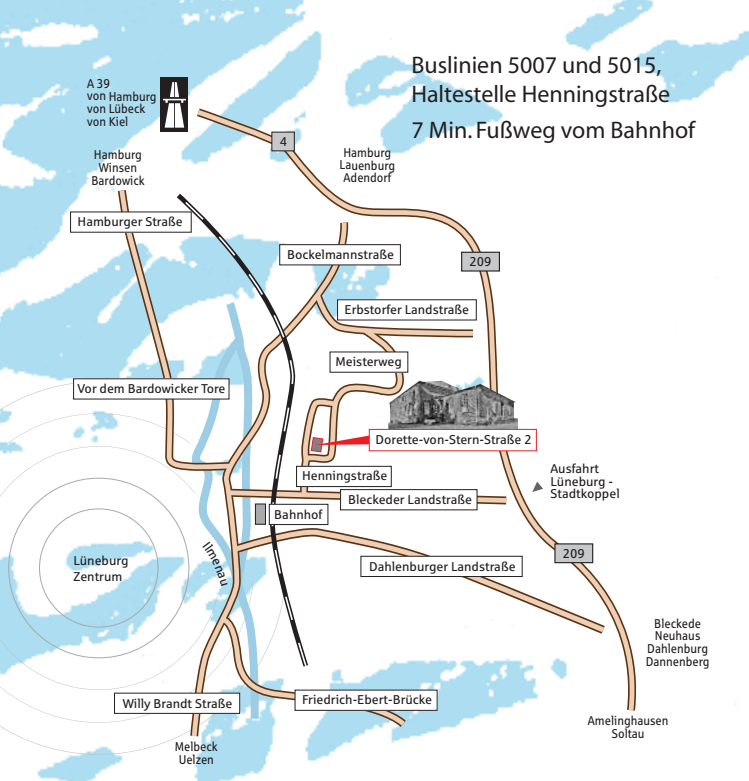 Buslinien 5007 und 5015,
Haltestelle Henningstraße
7 Min. Fußweg vom Bahnhof
A 39
von Hamburg
von Lübeck
von Kiel
4
Hamburg
Winsen
Bardowick
Hamburg
Lauenburg
Adendorf
Hamburger Straße
Bockelmannstraße
209
Erbstorfer Landstraße
Meisterweg
Vor dem Bardowicker Tore
Dorette-von-Stern-Straße 2
Henningstraße
Ausfahrt
Lüneburg -
Stadtkoppel
Bleckeder Landstraße
Bahnhof
Ilmenau
209
Lüneburg
Zentrum
Dahlenburger Landstraße
Bleckede
Neuhaus
Dahlenburg
Dannenberg
Willy Brandt Straße
Friedrich-Ebert-Brücke
Amelinghausen
Soltau
Melbeck
Uelzen